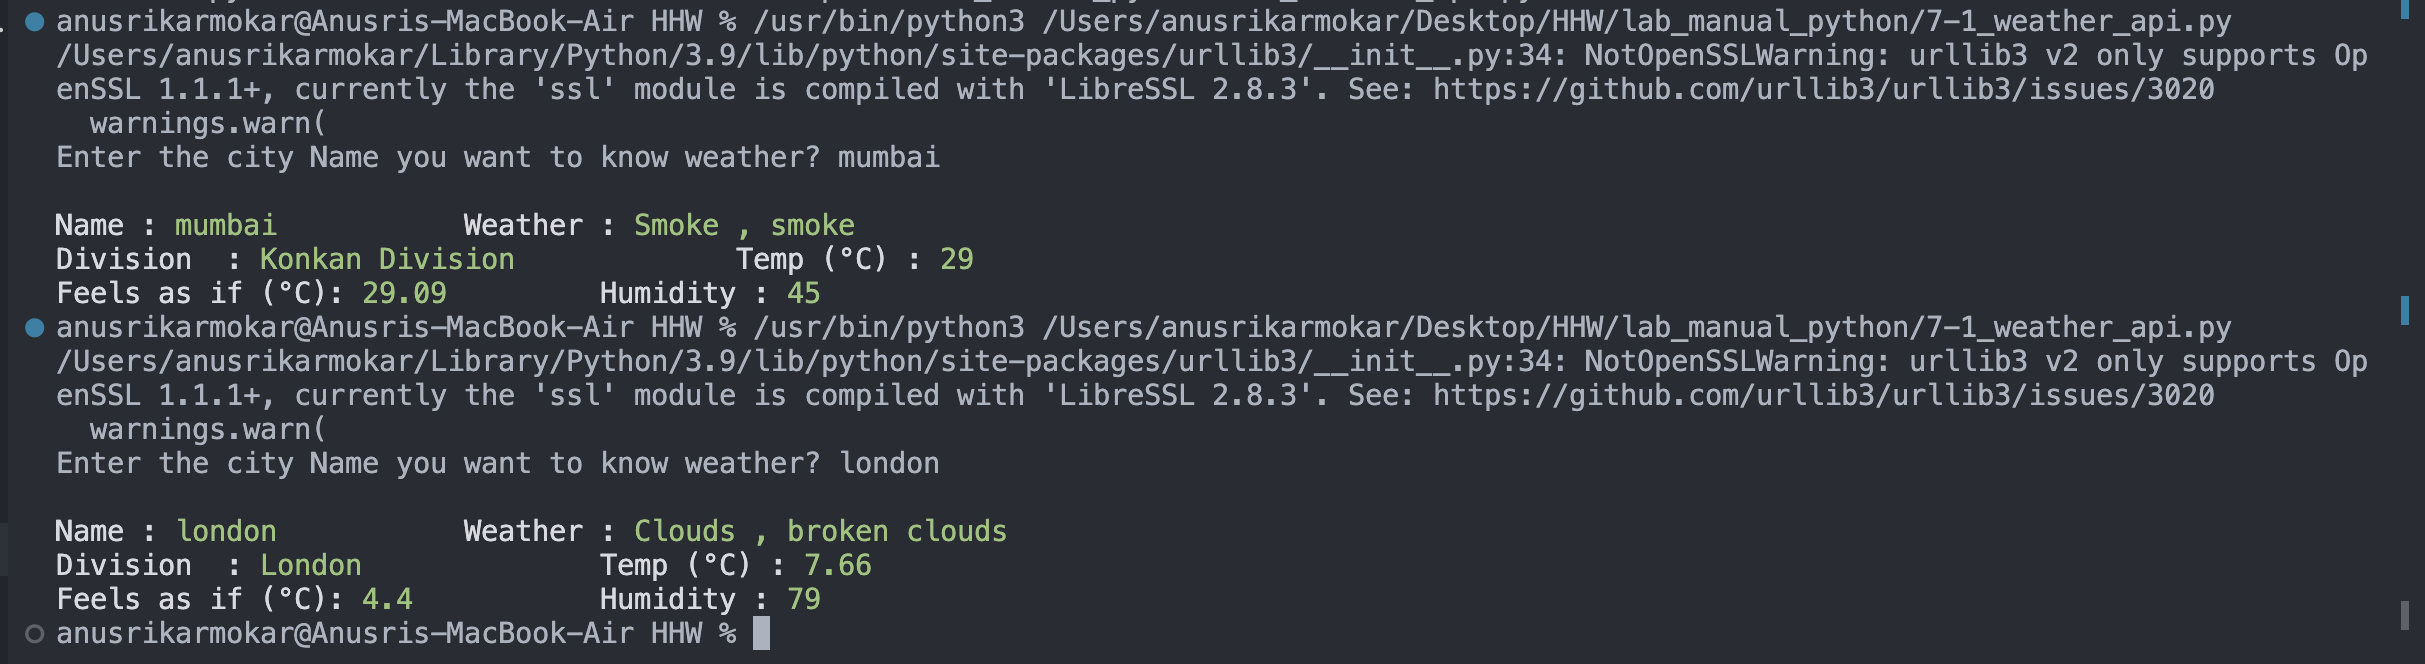 anusrikarmokar@Anusris-MacBook-Air HHW % /usr/bin/python3 /Users/anusrikarmokar/Desktop/HHW/lab_manual_python/7-1_weather_api.py
/Users/anusrikarmokar/Library/Python/3.9/lib/python/site-packages/urllib3/__init__.py:34: NotOpenSSLWarning: urllib3 v2 only supports Op
enSSL 1.1.1+, currently the 'ssl' module is compiled with 'LibreSSL 2.8.3'. See: https://github.com/urllib3/urllib3/issues/3020
  warnings.warn(
Enter the city Name you want to know weather? mumbai

Name : mumbai           Weather : Smoke , smoke
Division  : Konkan Division             Temp (°C) : 29
Feels as if (°C): 29.09         Humidity : 45
anusrikarmokar@Anusris-MacBook-Air HHW % /usr/bin/python3 /Users/anusrikarmokar/Desktop/HHW/lab_manual_python/7-1_weather_api.py
/Users/anusrikarmokar/Library/Python/3.9/lib/python/site-packages/urllib3/__init__.py:34: NotOpenSSLWarning: urllib3 v2 only supports Op
enSSL 1.1.1+, currently the 'ssl' module is compiled with 'LibreSSL 2.8.3'. See: https://github.com/urllib3/urllib3/issues/3020
  warnings.warn(
Enter the city Name you want to know weather? london

Name : london           Weather : Clouds , broken clouds
Division  : London              Temp (°C) : 7.66
Feels as if (°C): 4.4           Humidity : 79
anusrikarmokar@Anusris-MacBook-Air HHW %